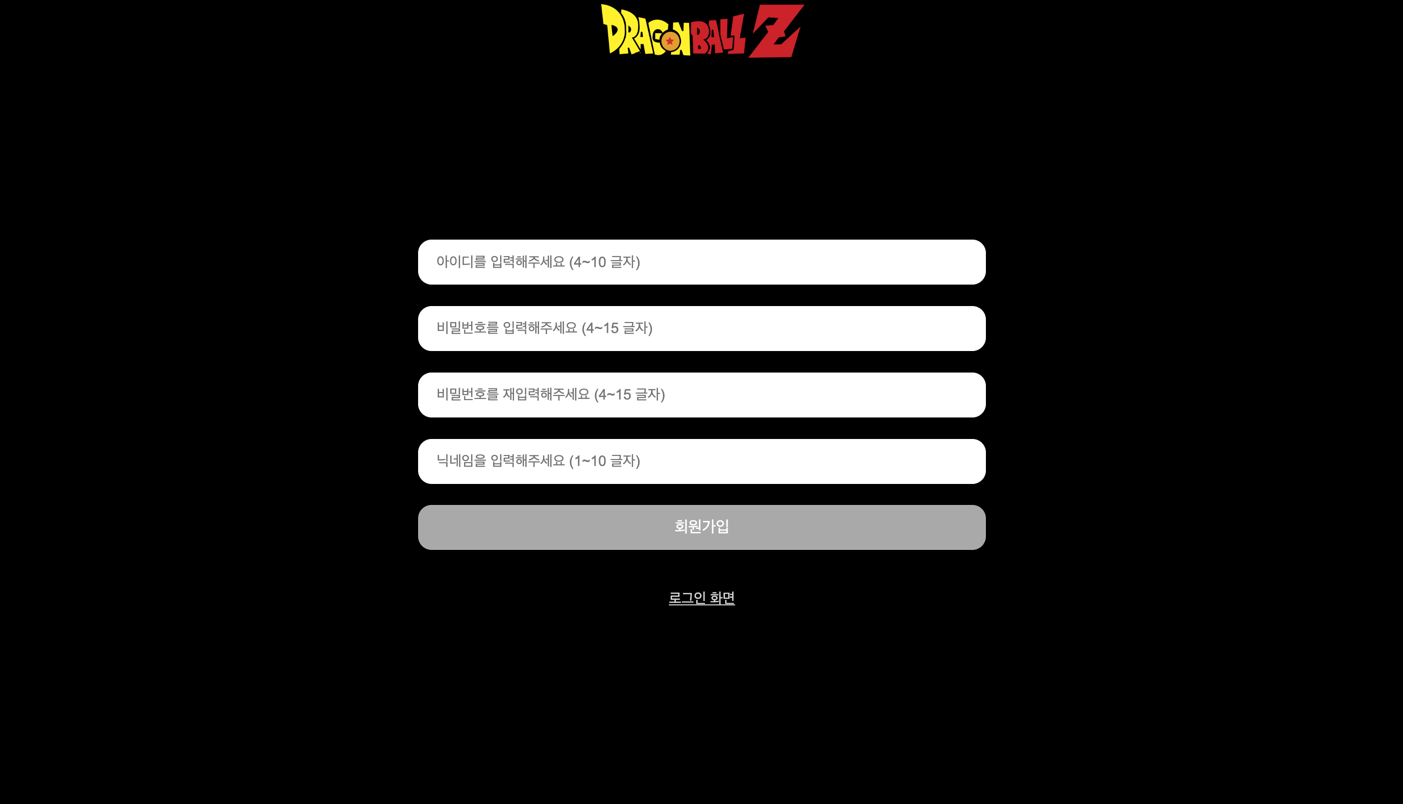 DRAGON BALL Z
아이디를 입력해주세요 (4~10 글자)
비밀번호를 입력해주세요 (4~15 글자)
비밀번호를 재입력해주세요 (4~15 글자)
닉네임을 입력해주세요 (1~10 글자)
회원가입
로그인 화면